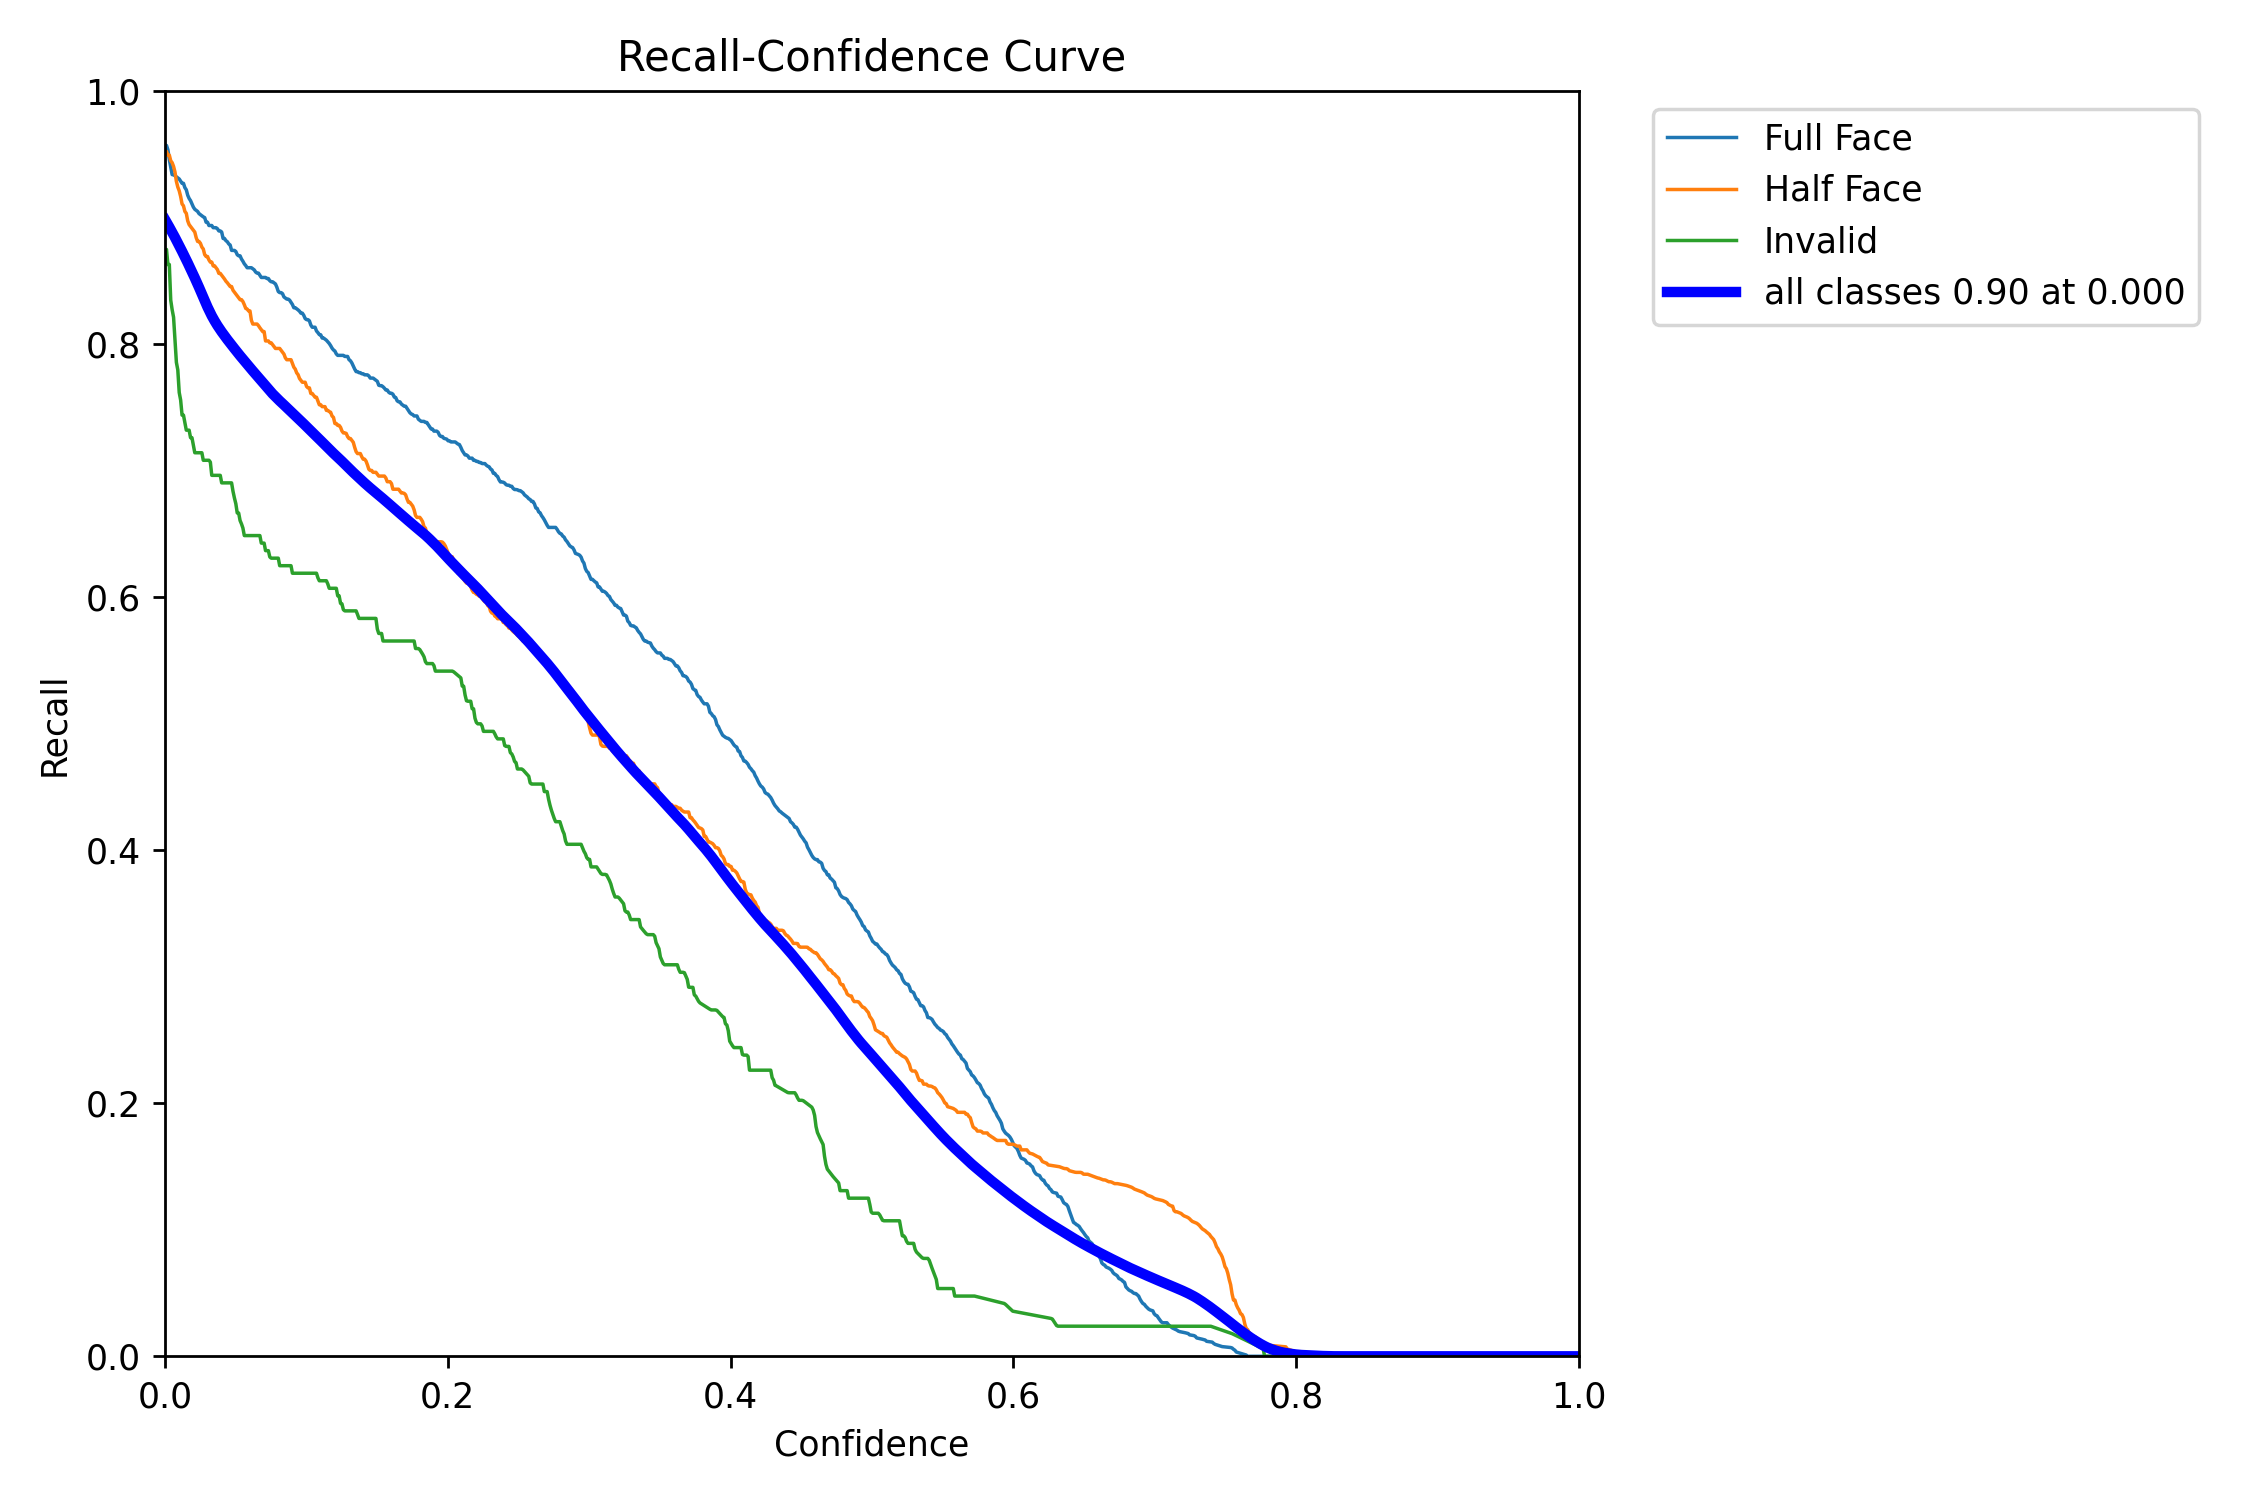 Recall-Confidence Curve
1.0
0.8
0.6
0.4
0.2
0.0
Recall
0.0 0.2 0.4 0.6 0.8 1.0
Confidence
Full Face
Half Face
Invalid
all classes 0.90 at 0.000